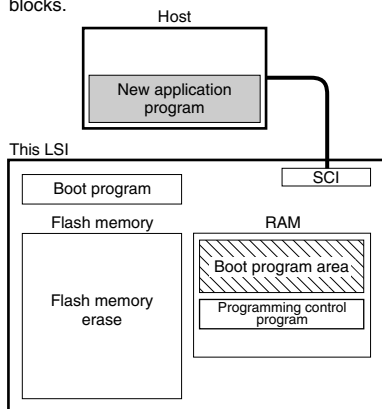 blocks.
Host
New application
program
This LSI
SCI
Boot program
Flash memory
RAM
Boot program area
Flash memory
erase
Programming control
program